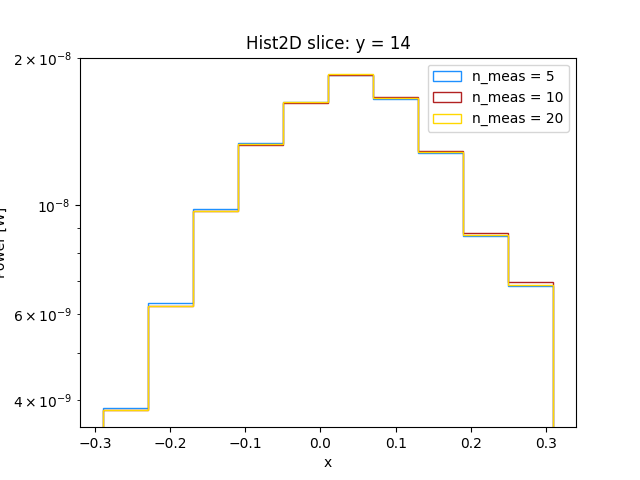 Hist2D slice: y = 14
n_meas = 5
n_meas = 10
n_meas = 20
2 × 10⁻⁸
10⁻⁸
6 × 10⁻⁹
4 × 10⁻⁹
−0.3 −0.2 −0.1 0.0 0.1 0.2 0.3
x